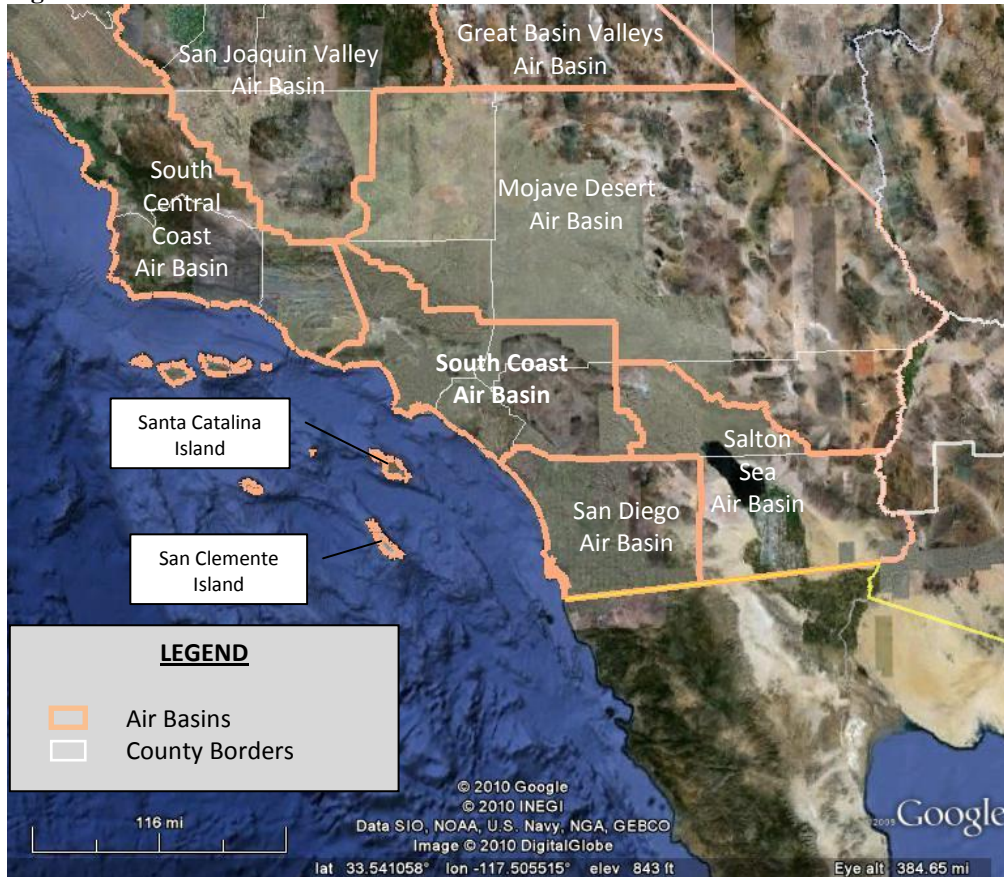 San Joaquin Valley
Air Basin
Great Basin Valleys
Air Basin
South
Central
Coast
Air Basin
Mojave Desert
Air Basin
South Coast
Air Basin
Santa Catalina
Island
Salton
Sea
Air Basin
San Diego
Air Basin
San Clemente
Island
LEGEND
Air Basins
County Borders
116 mi
© 2010 Google
© 2010 INEGI
Data SIO, NOAA, U.S. Navy, NGA, GEBCO
Image © 2010 DigitalGlobe
©2009 Google
lat 33.541058° lon -117.505515° elev 843 ft Eye alt 384.65 mi